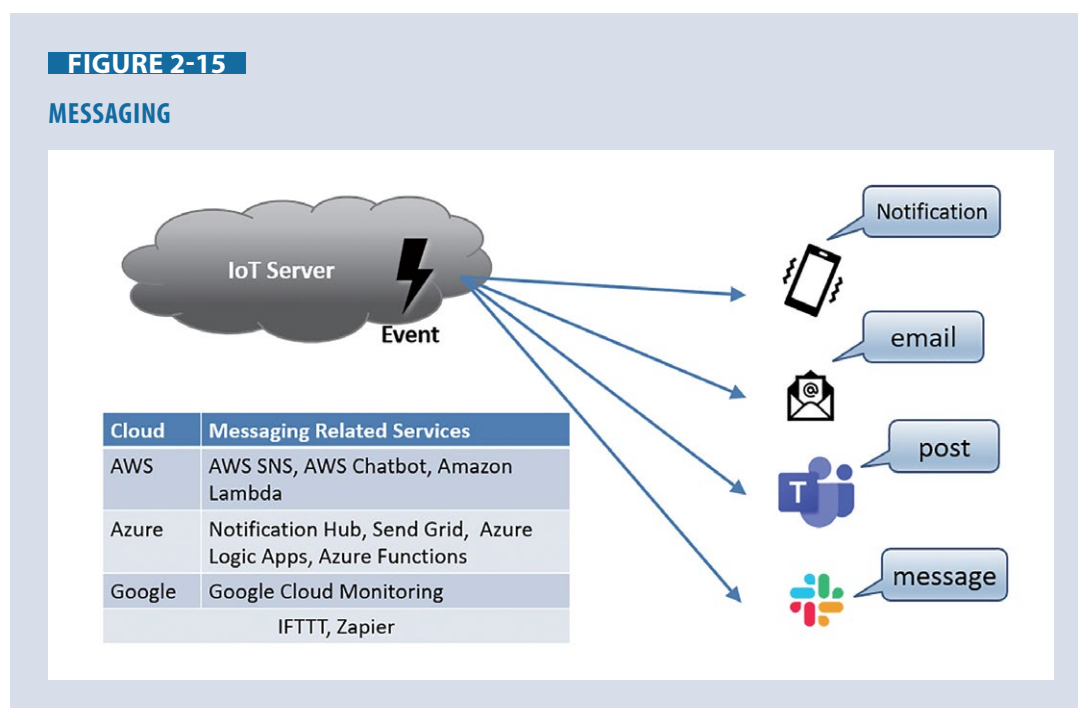 FIGURE 2-15
MESSAGING
IoT Server
Event
Notification
email
post
T
message
Cloud Messaging Related Services
AWS AWS SNS, AWS Chatbot, Amazon
Lambda
Azure Notification Hub, Send Grid, Azure
Logic Apps, Azure Functions
Google Google Cloud Monitoring
IFTTT, Zapier